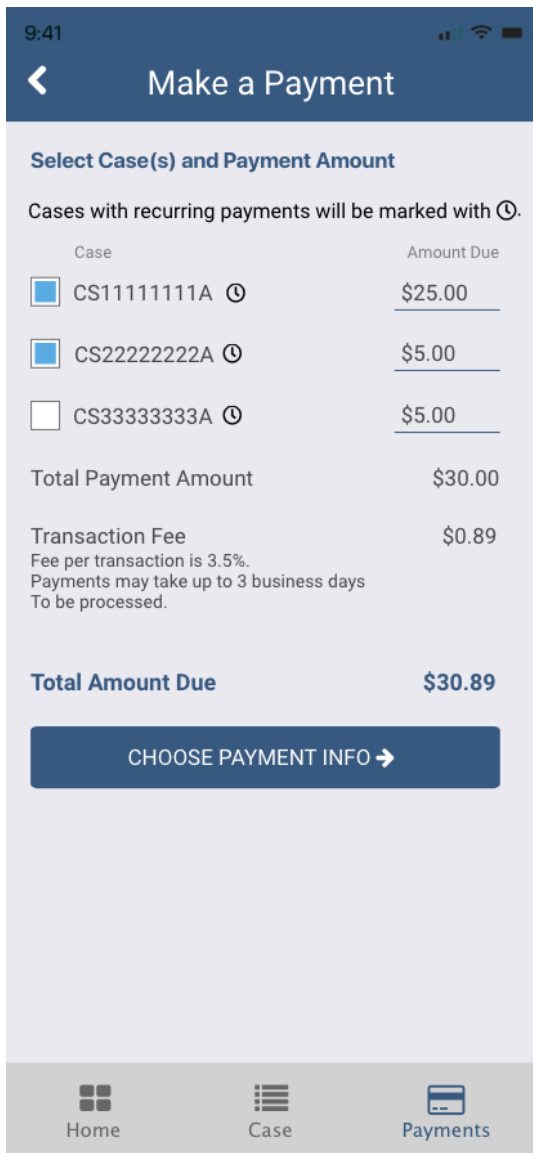 9:41
Make a Payment
Select Case(s) and Payment Amount
Cases with recurring payments will be marked with .
Case Amount Due
CS11111111A $25.00
CS22222222A $5.00
CS33333333A $5.00
Total Payment Amount $30.00
Transaction Fee $0.89
Fee per transaction is 3.5%.
Payments may take up to 3 business days
To be processed.
Total Amount Due $30.89
CHOOSE PAYMENT INFO →
Home Case Payments